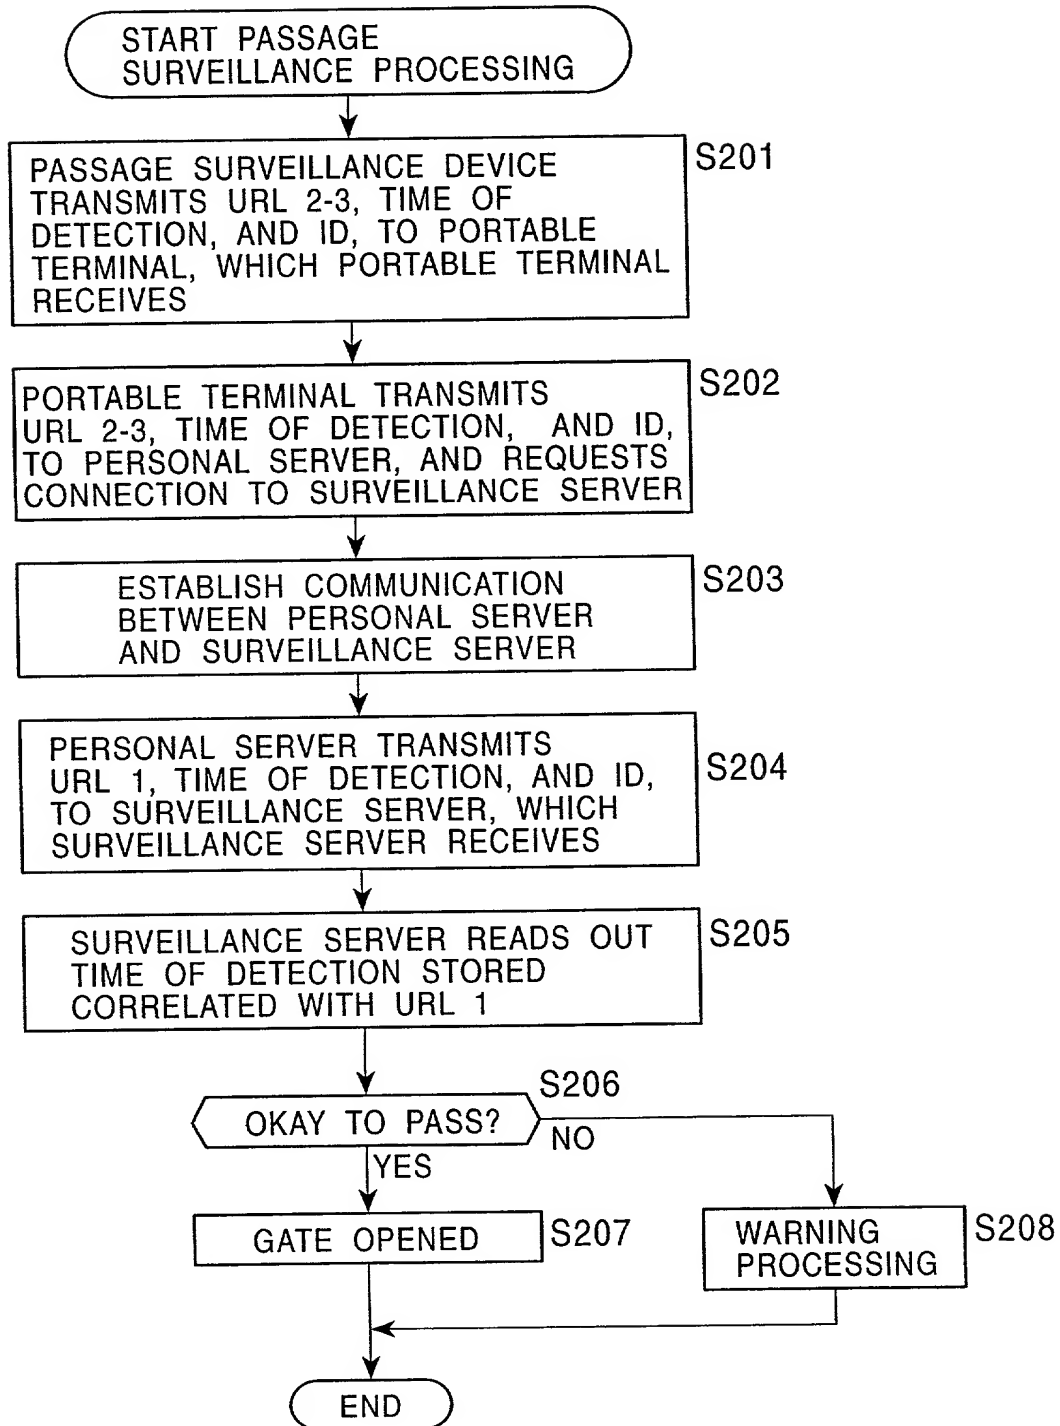 START PASSAGE
SURVEILLANCE PROCESSING
PASSAGE SURVEILLANCE DEVICE
TRANSMITS URL 2-3, TIME OF
DETECTION, AND ID, TO PORTABLE
TERMINAL, WHICH PORTABLE TERMINAL
RECEIVES
S201
PORTABLE TERMINAL TRANSMITS
URL 2-3, TIME OF DETECTION, AND ID,
TO PERSONAL SERVER, AND REQUESTS
CONNECTION TO SURVEILLANCE SERVER
S202
ESTABLISH COMMUNICATION
BETWEEN PERSONAL SERVER
AND SURVEILLANCE SERVER
S203
PERSONAL SERVER TRANSMITS
URL 1, TIME OF DETECTION, AND ID,
TO SURVEILLANCE SERVER, WHICH
SURVEILLANCE SERVER RECEIVES
S204
SURVEILLANCE SERVER READS OUT
TIME OF DETECTION STORED
CORRELATED WITH URL 1
S205
S206
OKAY TO PASS?
NO
YES
GATE OPENED
S207
WARNING
PROCESSING
S208
END